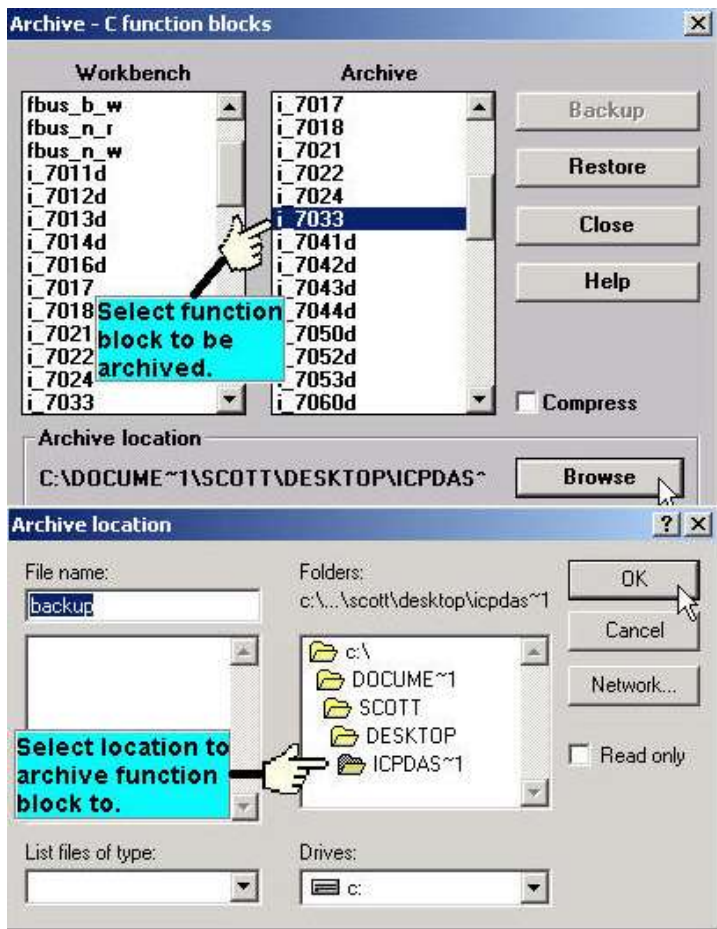 Archive - C function blocks
Workbench
fbus_b_w
fbus_n_r
fbus_n_w
i_7011d
i_7012d
i_7013d
i_7014d
i_7016d
i_7017
i_7018
i_7021
i_7022
i_7024
i_7033
Archive
i_7017
i_7018
i_7021
i_7022
i_7024
i_7033
i_7041d
i_7042d
i_7043d
_7044d
_7050d
_7052d
i_7053d
i_7060d
Select function
block to be
archived.
Backup
Restore
Close
Help
Compress
Archive location
C:\DOCUME~1\SCOTT\DESKTOP\ICPDAS~
Browse
Archive location
File name:
backup
Folders:
c:\...\scott\desktop\icpdas~1
c:\
DOCUME~1
SCOTT
DESKTOP
ICPDAS~1
Select location to
archive function
block to.
OK
Cancel
Network...
Read only
List files of type:
Drives:
c: